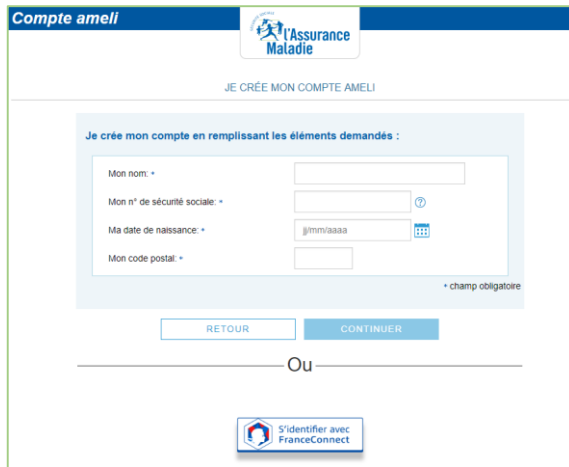 Compte ameli
l'Assurance
Maladie
JE CRÉE MON COMPTE AMELI
Je crée mon compte en remplissant les éléments demandés :
Mon nom: *
Mon n° de sécurité sociale: * ?
Ma date de naissance: * jj/mm/aaaa
Mon code postal: *
* champ obligatoire
RETOUR CONTINUER
Ou
S'identifier avec
FranceConnect